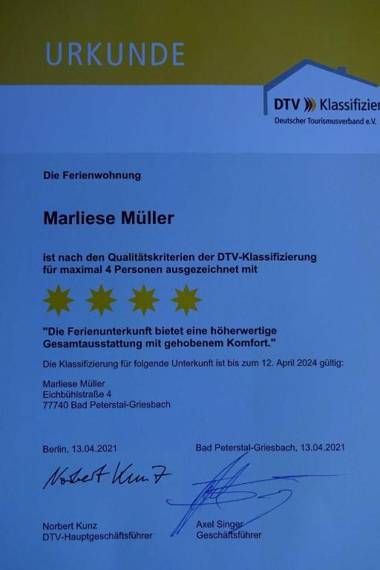 URKUNDE
DTV Klassifizier
Deutscher Tourismusverband e.V.
Die Ferienwohnung
Marliese Müller
ist nach den Qualitätskriterien der DTV-Klassifizierung
für maximal 4 Personen ausgezeichnet mit
"Die Ferienunterkunft bietet eine höherwertige
Gesamtausstattung mit gehobenem Komfort."
Die Klassifizierung für folgende Unterkunft ist bis zum 12. April 2024 gültig:
Marliese Müller
Eichbühlstraße 4
77740 Bad Peterstal-Griesbach
Berlin, 13.04.2021
Bad Peterstal-Griesbach, 13.04.2021
Norbert Kunz
Norbert Kunz
DTV-Hauptgeschäftsführer
Axel Singer
Geschäftsführer